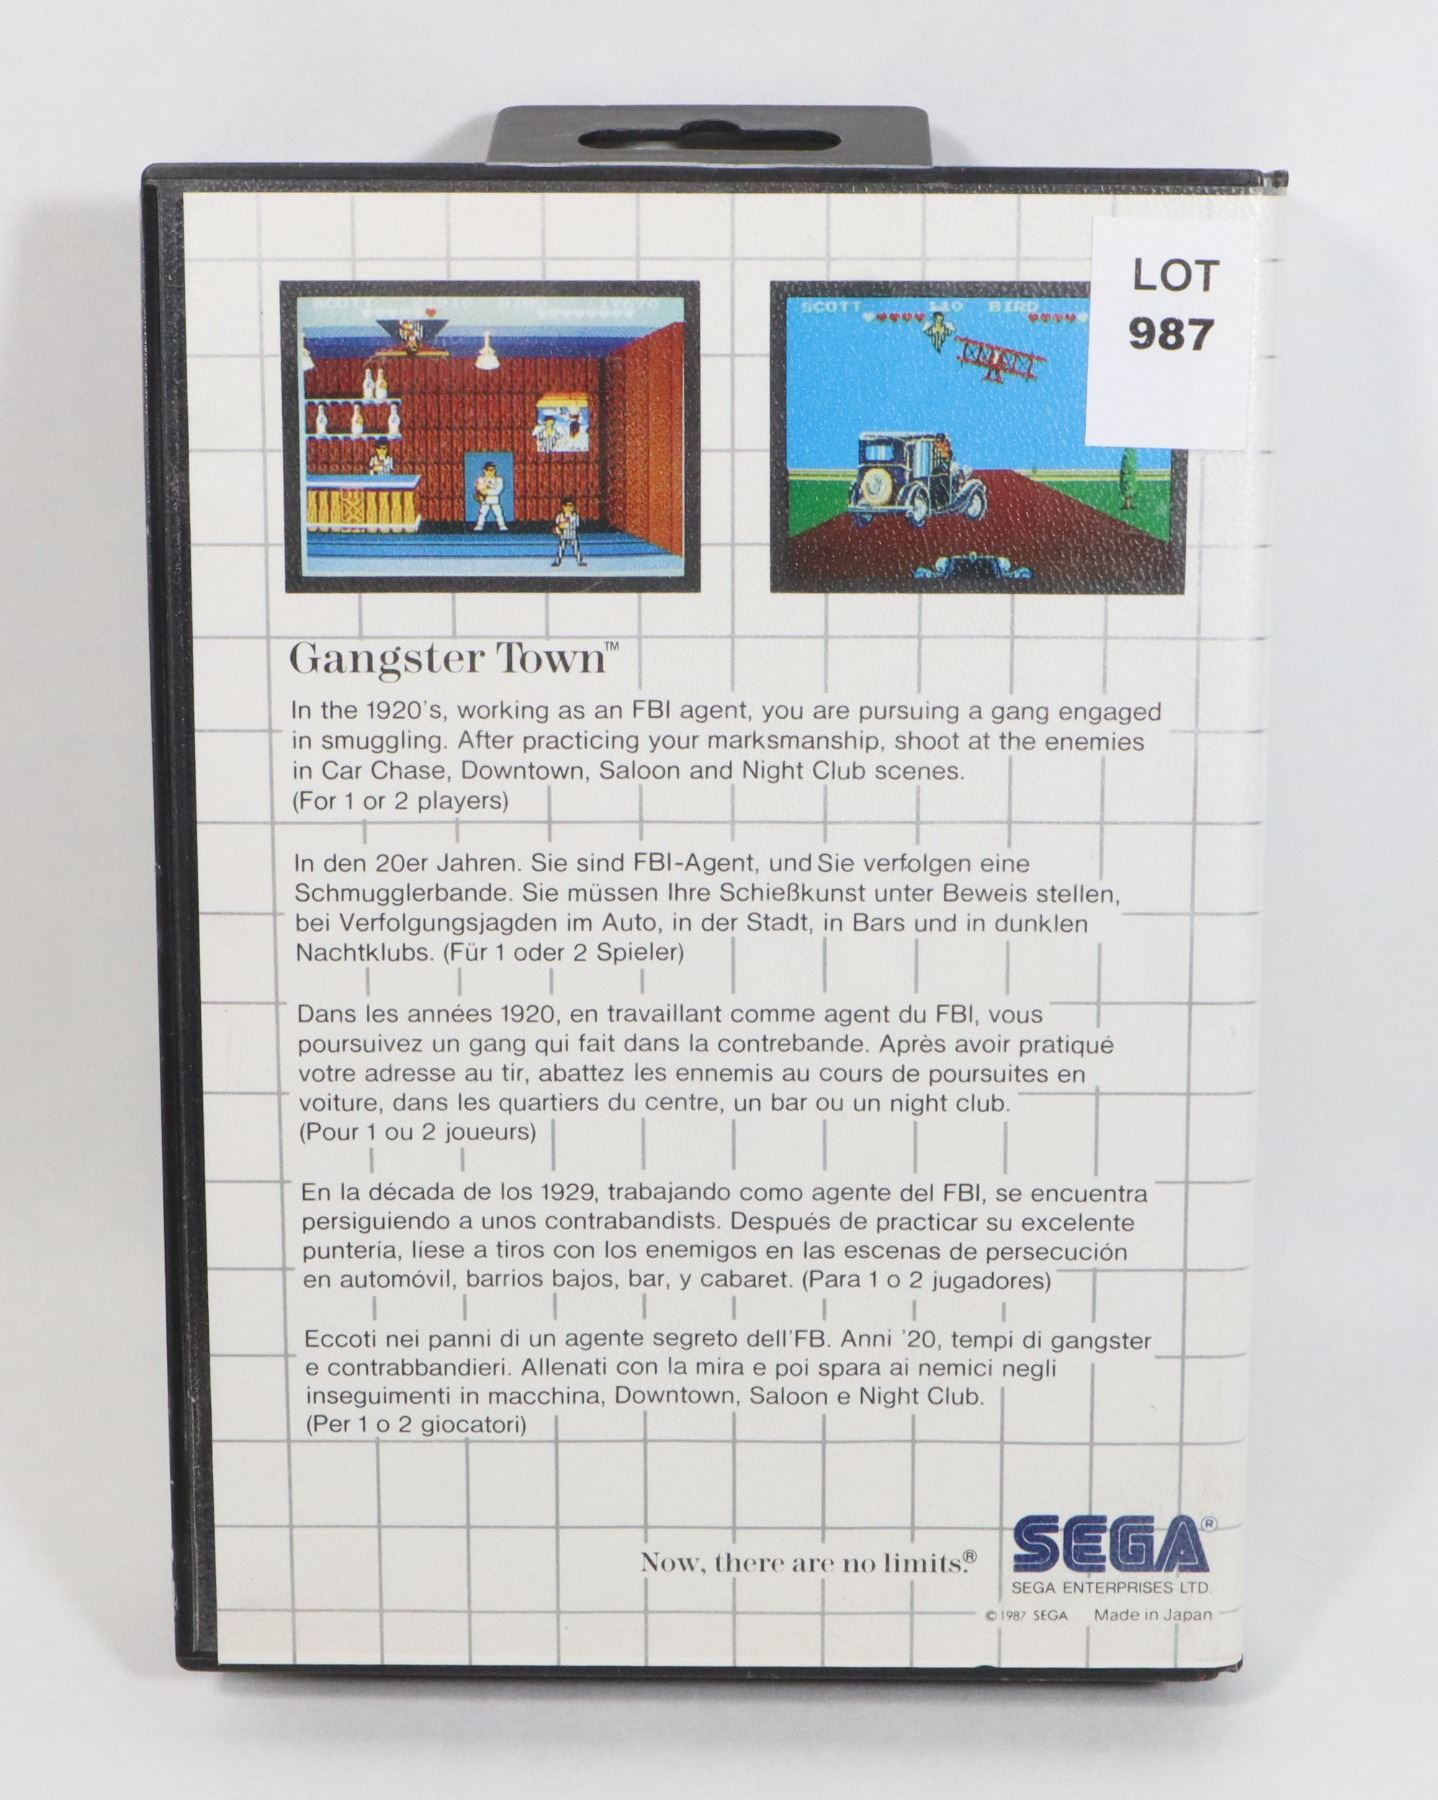 LOT
987
SCOTT 110 BIRD
Gangster Town™
In the 1920's, working as an FBI agent, you are pursuing a gang engaged
in smuggling. After practicing your marksmanship, shoot at the enemies
in Car Chase, Downtown, Saloon and Night Club scenes.
(For 1 or 2 players)
In den 20er Jahren. Sie sind FBI-Agent, und Sie verfolgen eine
Schmugglerbande. Sie müssen Ihre Schießkunst unter Beweis stellen,
bei Verfolgungsjagden im Auto, in der Stadt, in Bars und in dunklen
Nachtklubs. (Für 1 oder 2 Spieler)
Dans les années 1920, en travaillant comme agent du FBI, vous
poursuivez un gang qui fait dans la contrebande. Après avoir pratiqué
votre adresse au tir, abattez les ennemis au cours de poursuites en
voiture, dans les quartiers du centre, un bar ou un night club.
(Pour 1 ou 2 joueurs)
En la década de los 1929, trabajando como agente del FBI, se encuentra
persiguiendo a unos contrabandists. Después de practicar su excelente
puntería, líese a tiros con los enemigos en las escenas de persecución
en automóvil, barrios bajos, bar, y cabaret. (Para 1 o 2 jugadores)
Eccoti nei panni di un agente segreto dell'FB. Anni '20, tempi di gangster
e contrabbandieri. Allenati con la mira e poi spara ai nemici negli
inseguimenti in macchina, Downtown, Saloon e Night Club.
(Per 1 o 2 giocatori)
Now, there are no limits.®
SEGA®
SEGA ENTERPRISES LTD.
© 1987 SEGA Made in Japan